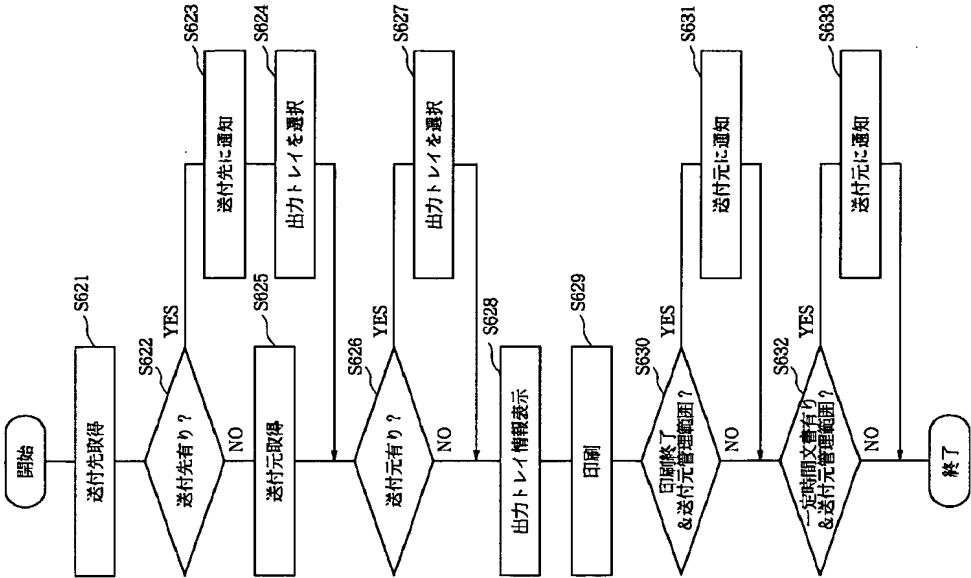 開始
S621
送付先取得
S622
送付先有り?
YES
NO
S623
送付先に通知
S624
出力トレイを選択
S625
送付元取得
S626
送付元有り?
YES
NO
S627
出力トレイを選択
S628
出力トレイ情報表示
S629
印刷
S630
印刷終了
&送付元管理範囲?
YES
NO
S631
送付元に通知
S632
一定時間文書有り
&送付元管理範囲?
YES
NO
S633
送付元に通知
終了